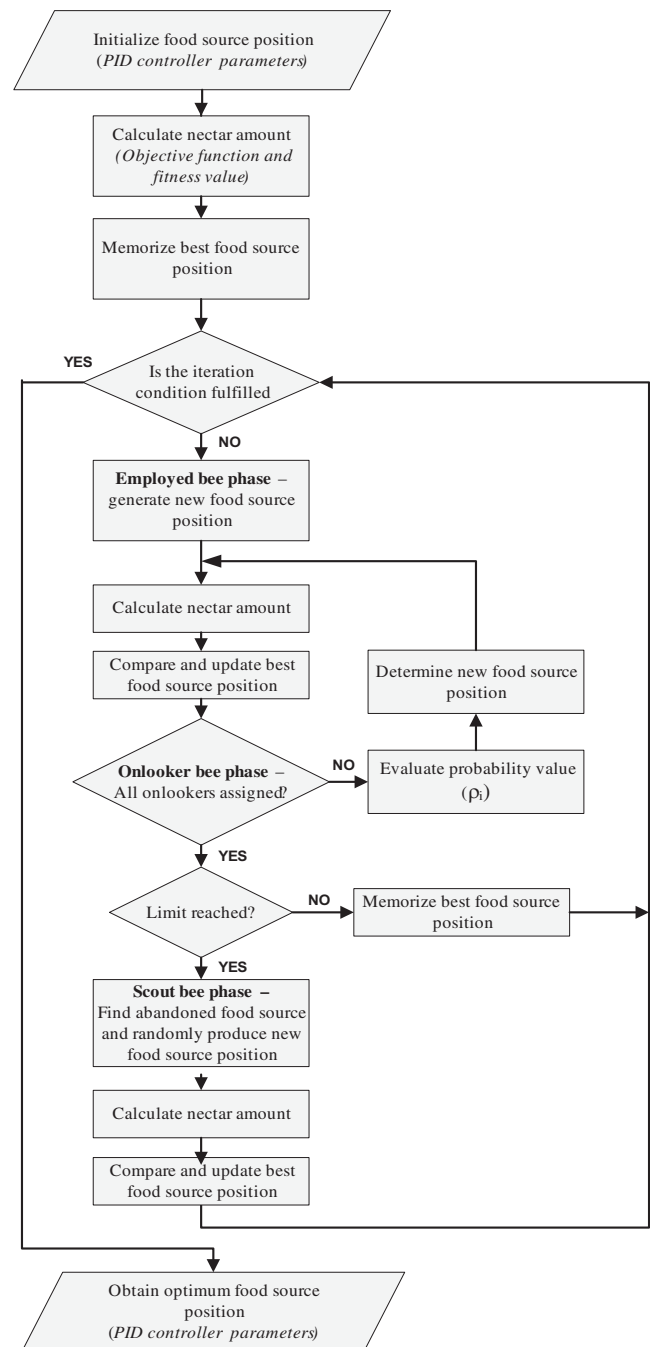 Initialize food source position
(PID controller parameters)
Calculate nectar amount
(Objective function and
fitness value)
Memorize best food source
position
YES
Is the iteration
condition fulfilled
NO
Employed bee phase –
generate new food source
position
Calculate nectar amount
Compare and update best
food source position
Determine new food source
position
Onlooker bee phase –
All onlookers assigned?
NO
Evaluate probability value
(ρi)
YES
Limit reached?
NO
Memorize best food source
position
YES
Scout bee phase –
Find abandoned food source
and randomly produce new
food source position
Calculate nectar amount
Compare and update best
food source position
Obtain optimum food source
position
(PID controller parameters)